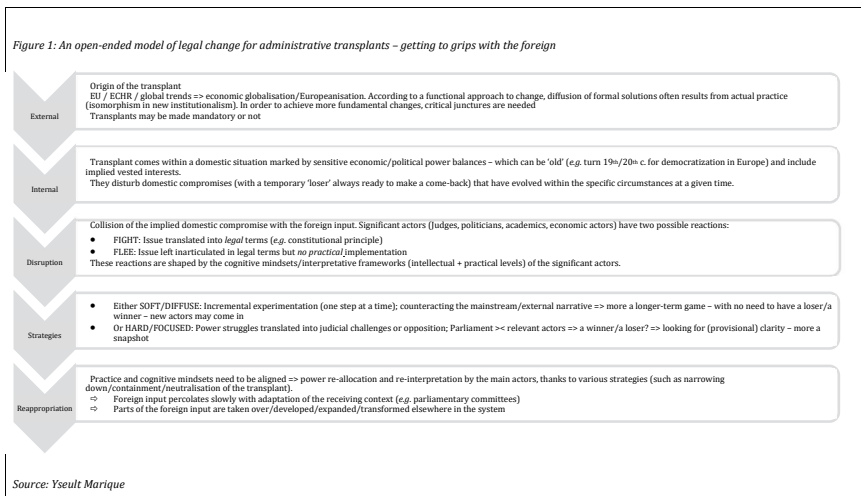 Figure 1: An open-ended model of legal change for administrative transplants – getting to grips with the foreign
External
Origin of the transplant
EU / ECHR / global trends => economic globalisation/Europeanisation. According to a functional approach to change, diffusion of formal solutions often results from actual practice
(isomorphism in new institutionalism). In order to achieve more fundamental changes, critical junctures are needed
Transplants may be made mandatory or not
Internal
Transplant comes within a domestic situation marked by sensitive economic/political power balances – which can be 'old' (e.g. turn 19th/20th c. for democratization in Europe) and include
implied vested interests.
They disturb domestic compromises (with a temporary 'loser' always ready to make a come-back) that have evolved within the specific circumstances at a given time.
Disruption
Collision of the implied domestic compromise with the foreign input. Significant actors (Judges, politicians, academics, economic actors) have two possible reactions:
• FIGHT: Issue translated into legal terms (e.g. constitutional principle)
• FLEE: Issue left inarticulated in legal terms but no practical implementation
These reactions are shaped by the cognitive mindsets/interpretative frameworks (intellectual + practical levels) of the significant actors.
Strategies
• Either SOFT/DIFFUSE: Incremental experimentation (one step at a time); counteracting the mainstream/external narrative => more a longer-term game – with no need to have a loser/a
winner – new actors may come in
• Or HARD/FOCUSED: Power struggles translated into judicial challenges or opposition; Parliament >< relevant actors => a winner/a loser? => looking for (provisional) clarity – more a
snapshot
Reappropriation
Practice and cognitive mindsets need to be aligned => power re-allocation and re-interpretation by the main actors, thanks to various strategies (such as narrowing
down/containment/neutralisation of the transplant).
⇨ Foreign input percolates slowly with adaptation of the receiving context (e.g. parliamentary committees)
⇨ Parts of the foreign input are taken over/developed/expanded/transformed elsewhere in the system
Source: Yseult Marique